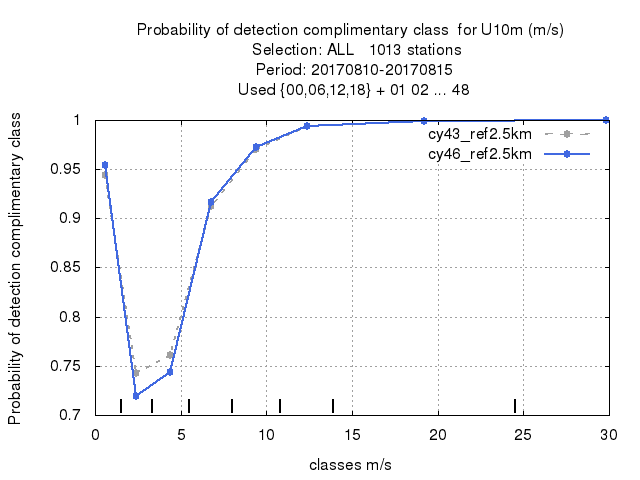 Probability of detection complimentary class  for U10m (m/s)
Selection: ALL   1013 stations
Period: 20170810-20170815
Used {00,06,12,18} + 01 02 ... 48
Probability of detection complimentary class
1
0.95
0.9
0.85
0.8
0.75
0.7
cy43_ref2.5km
cy46_ref2.5km
0 5 10 15 20 25 30
classes m/s